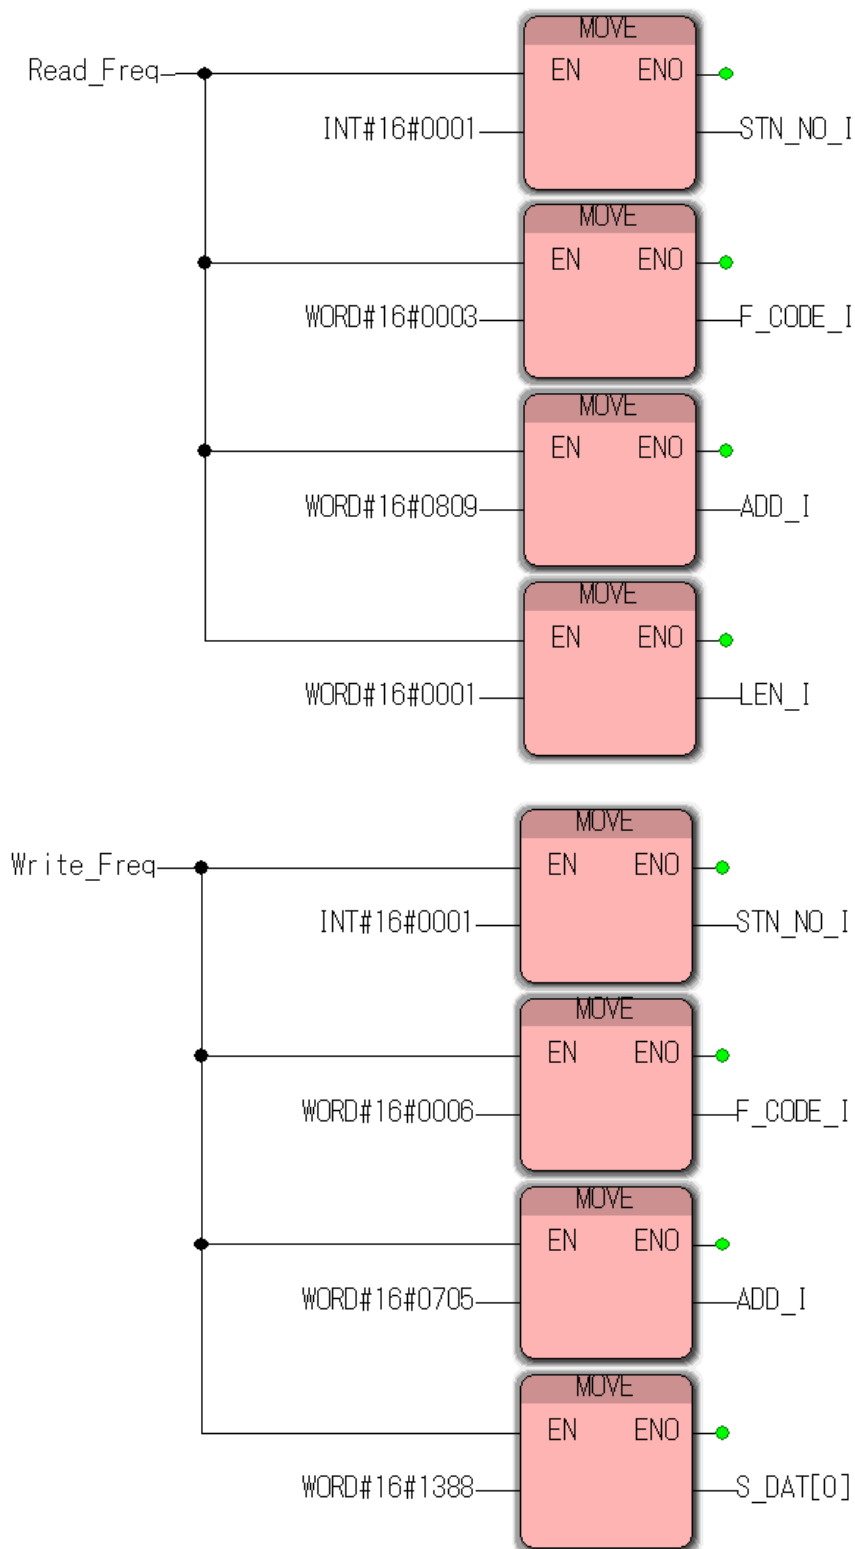 MOVE
Read_Freq EN ENO
INT#16#0001 STN_NO_I
MOVE
EN ENO
WORD#16#0003 F_CODE_I
MOVE
EN ENO
WORD#16#0809 ADD_I
MOVE
EN ENO
WORD#16#0001 LEN_I
MOVE
Write_Freq EN ENO
INT#16#0001 STN_NO_I
MOVE
EN ENO
WORD#16#0006 F_CODE_I
MOVE
EN ENO
WORD#16#0705 ADD_I
MOVE
EN ENO
WORD#16#1388 S_DAT[0]